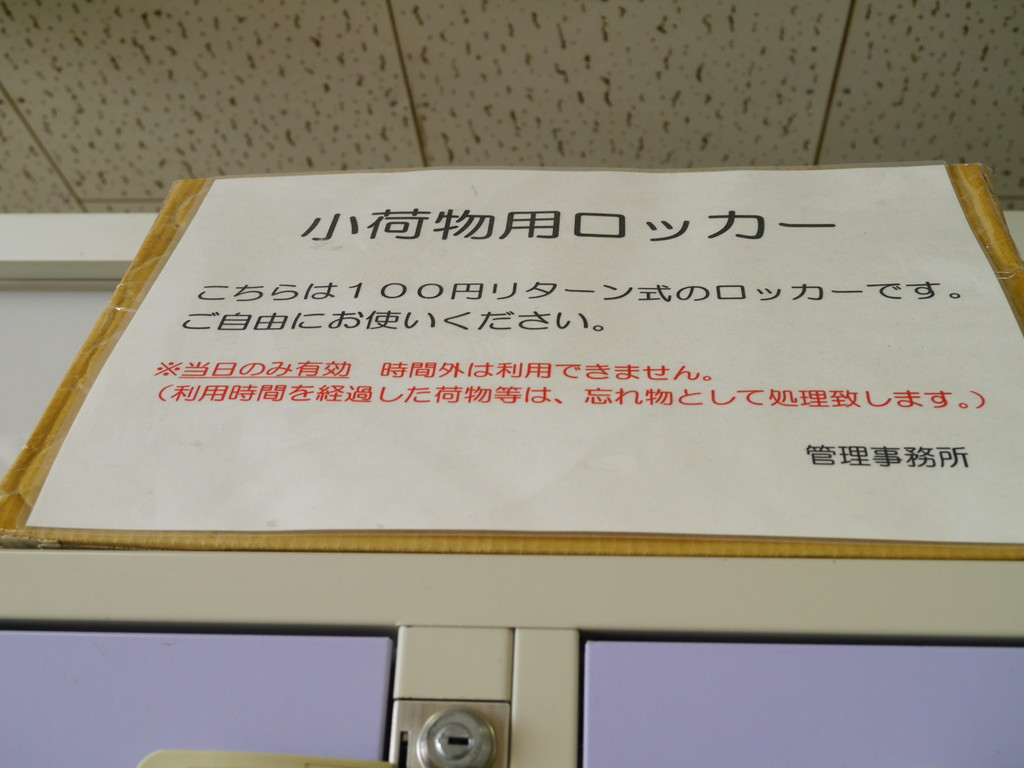 小荷物用ロッカー
こちらは１００円リターン式のロッカーです。
ご自由にお使いください。
※当日のみ有効　時間外は利用できません。
（利用時間を経過した荷物等は、忘れ物として処理致します。）
管理事務所